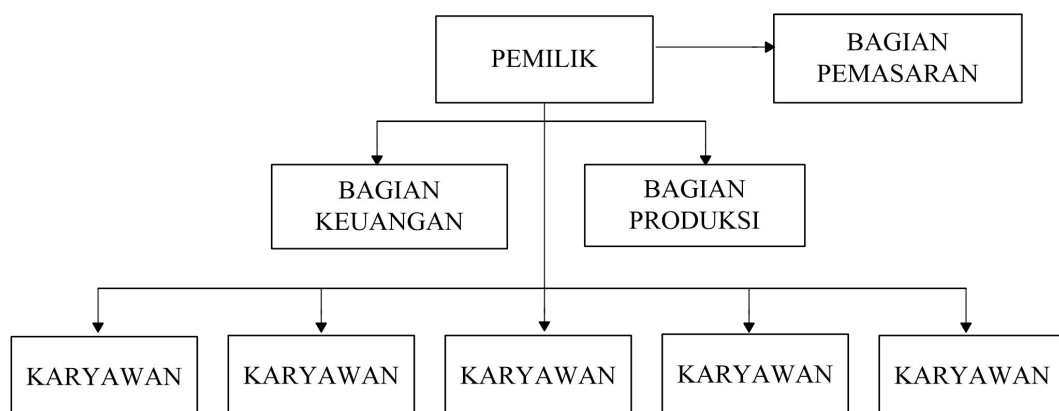 PEMILIK
BAGIAN
PEMASARAN
BAGIAN
KEUANGAN
BAGIAN
PRODUKSI
KARYAWAN
KARYAWAN
KARYAWAN
KARYAWAN
KARYAWAN